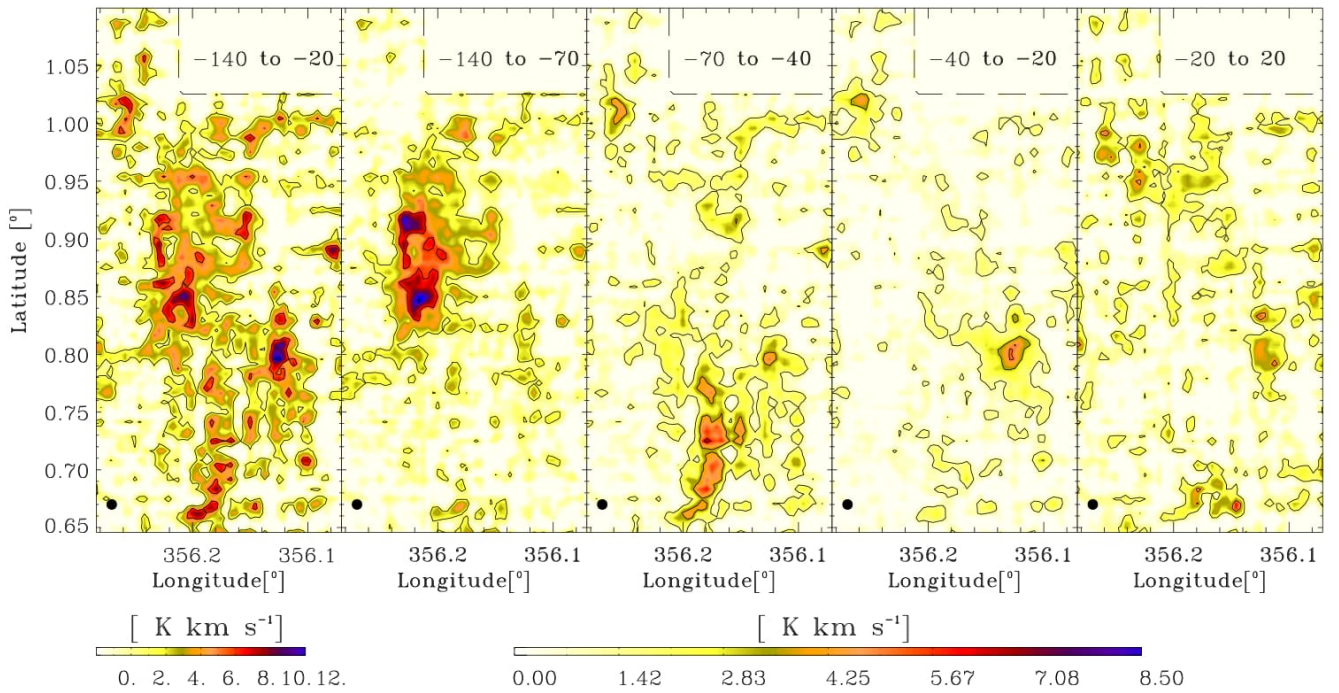 −140 to −20
−140 to −70
−70 to −40
−40 to −20
−20 to 20
1.05
1.00
0.95
0.90
0.85
0.80
0.75
0.70
0.65
Latitude [°]
356.2 356.1 356.2 356.1 356.2 356.1 356.2 356.1 356.2 356.1
Longitude[°] Longitude[°] Longitude[°] Longitude[°] Longitude[°]
[ K km s⁻¹] [ K km s⁻¹]
0. 2. 4. 6. 8.10.12. 0.00 1.42 2.83 4.25 5.67 7.08 8.50